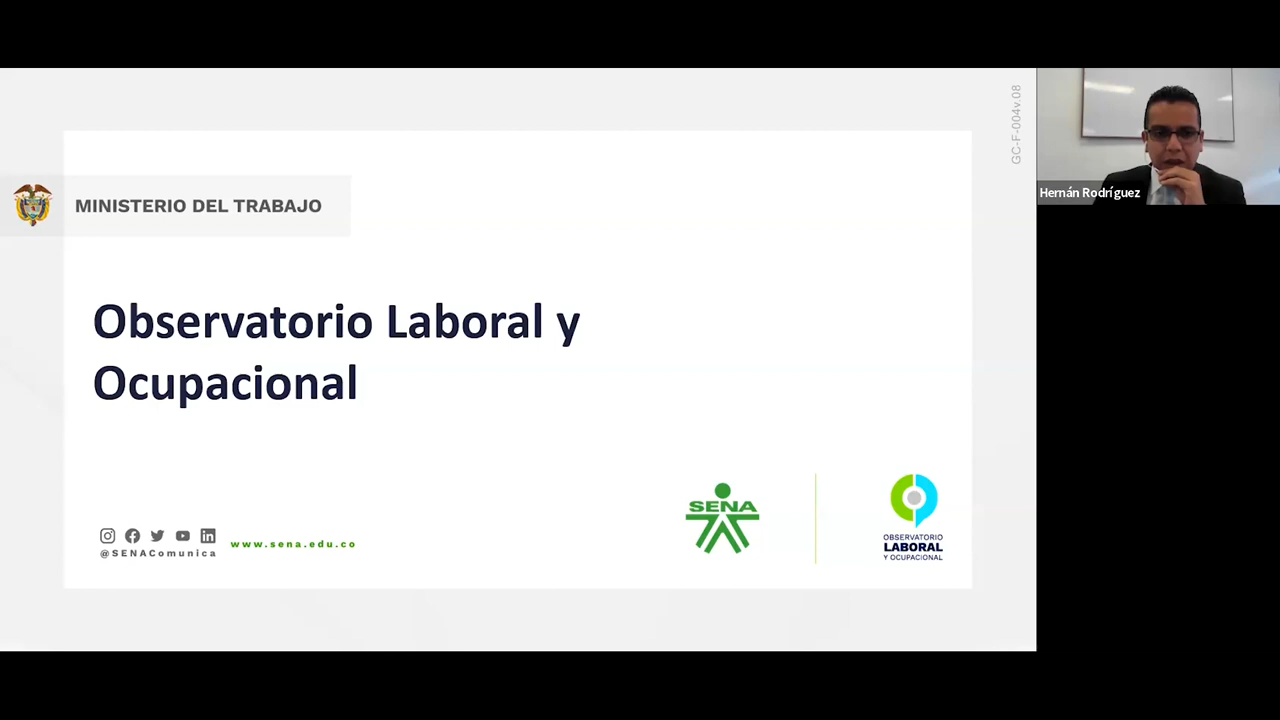 GC-F-004v.08
MINISTERIO DEL TRABAJO
Hernán Rodríguez
Observatorio Laboral y
Ocupacional
SENA
OBSERVATORIO
LABORAL
Y OCUPACIONAL
@SENAComunica
www.sena.edu.co